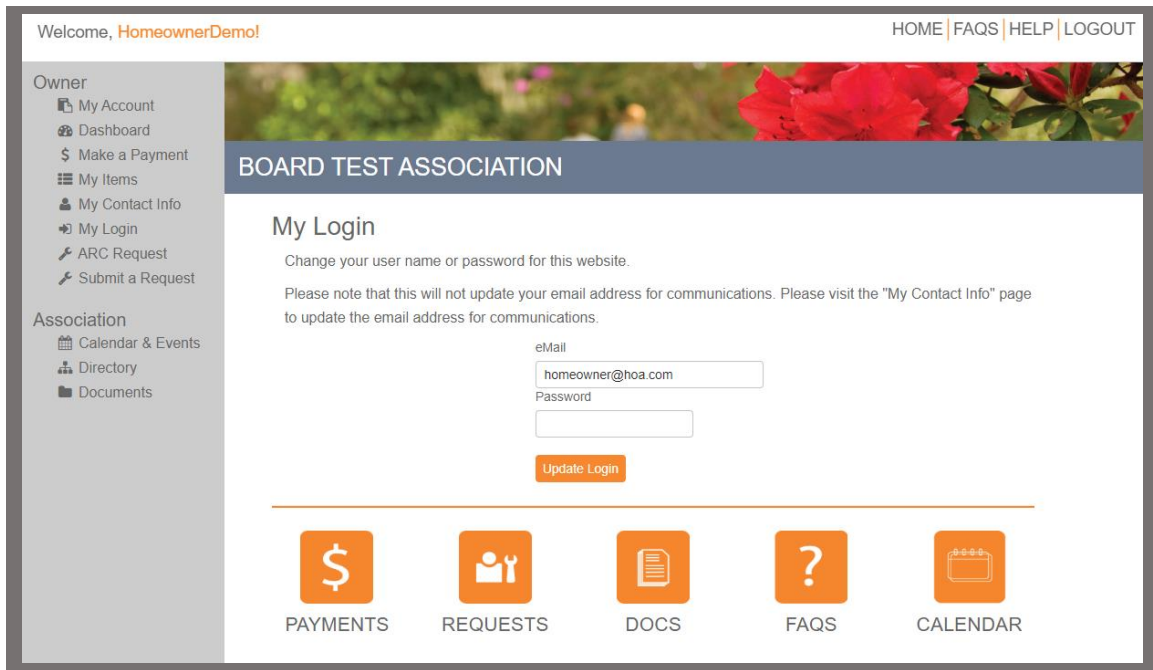 Welcome, HomeownerDemo!
HOME FAQS HELP LOGOUT
Owner
My Account
Dashboard
$ Make a Payment
My Items
My Contact Info
My Login
ARC Request
Submit a Request
Association
Calendar & Events
Directory
Documents
BOARD TEST ASSOCIATION
My Login
Change your user name or password for this website.
Please note that this will not update your email address for communications. Please visit the "My Contact Info" page
to update the email address for communications.
eMail
homeowner@hoa.com
Password
Update Login
$
?
PAYMENTS
REQUESTS
DOCS
FAQS
CALENDAR